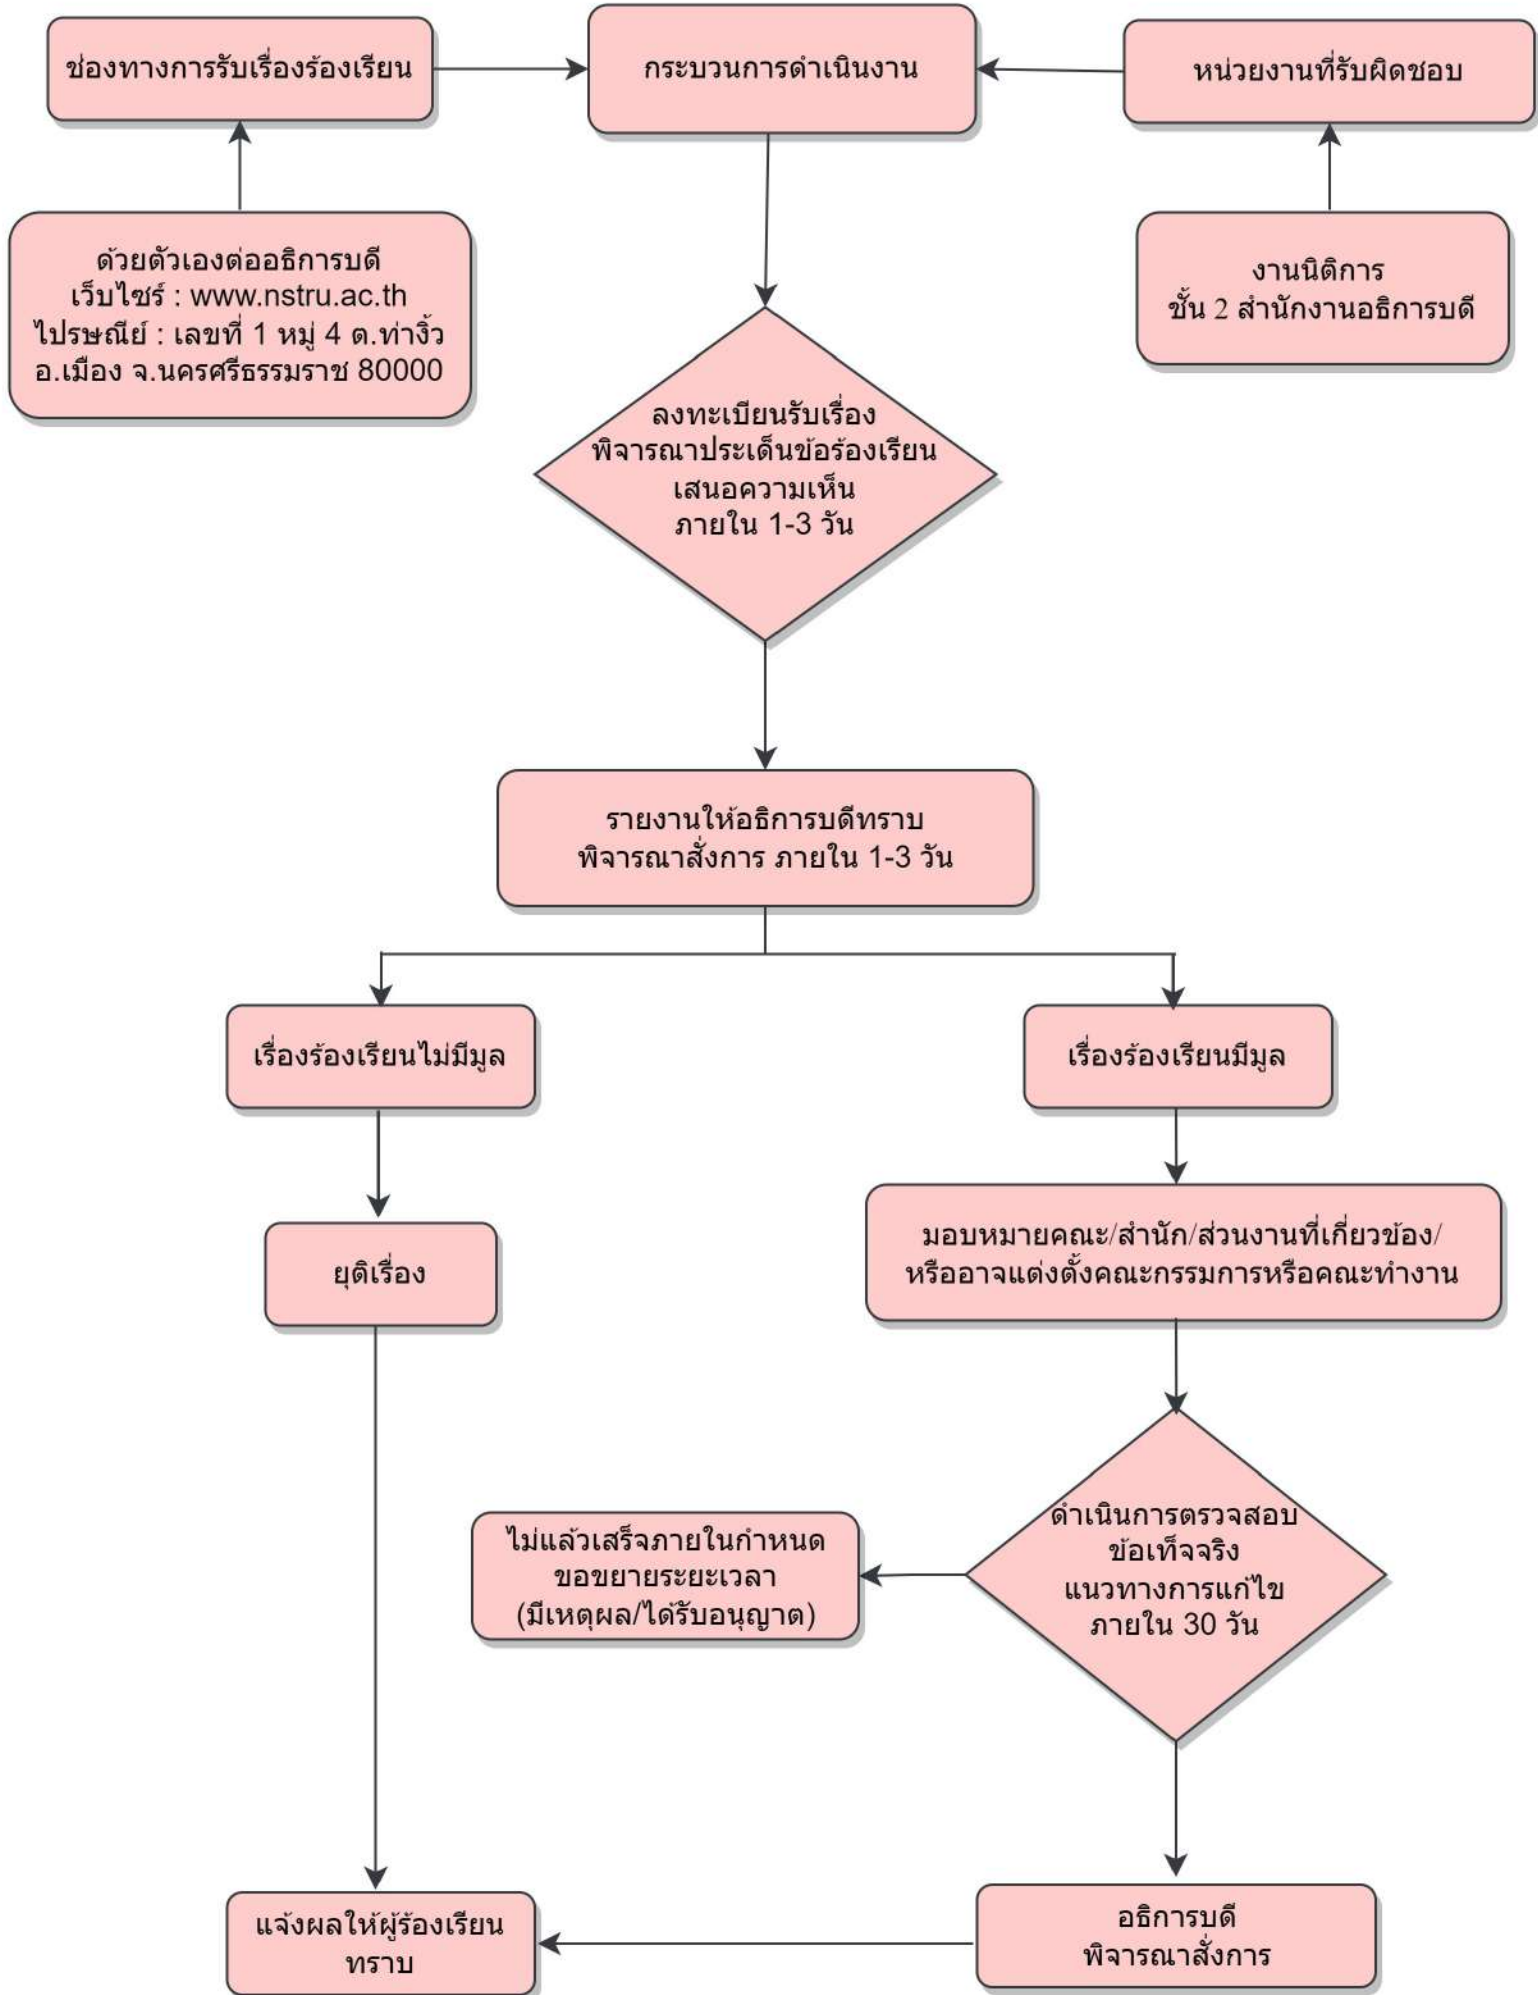 ช่องทางการรับเรื่องร้องเรียน
กระบวนการดำเนินงาน
หน่วยงานที่รับผิดชอบ
ด้วยตัวเองต่ออธิการบดี
เว็บไซร์ : www.nstru.ac.th
ไปรษณีย์ : เลขที่ 1 หมู่ 4 ต.ท่างิ้ว
อ.เมือง จ.นครศรีธรรมราช 80000
งานนิติการ
ชั้น 2 สำนักงานอธิการบดี
ลงทะเบียนรับเรื่อง
พิจารณาประเด็นข้อร้องเรียน
เสนอความเห็น
ภายใน 1-3 วัน
รายงานให้อธิการบดีทราบ
พิจารณาสั่งการ ภายใน 1-3 วัน
เรื่องร้องเรียนไม่มีมูล
เรื่องร้องเรียนมีมูล
ยุติเรื่อง
มอบหมายคณะ/สำนัก/ส่วนงานที่เกี่ยวข้อง/
หรืออาจแต่งตั้งคณะกรรมการหรือคณะทำงาน
ไม่แล้วเสร็จภายในกำหนด
ขอขยายระยะเวลา
(มีเหตุผล/ได้รับอนุญาต)
ดำเนินการตรวจสอบ
ข้อเท็จจริง
แนวทางการแก้ไข
ภายใน 30 วัน
แจ้งผลให้ผู้ร้องเรียน
ทราบ
อธิการบดี
พิจารณาสั่งการ